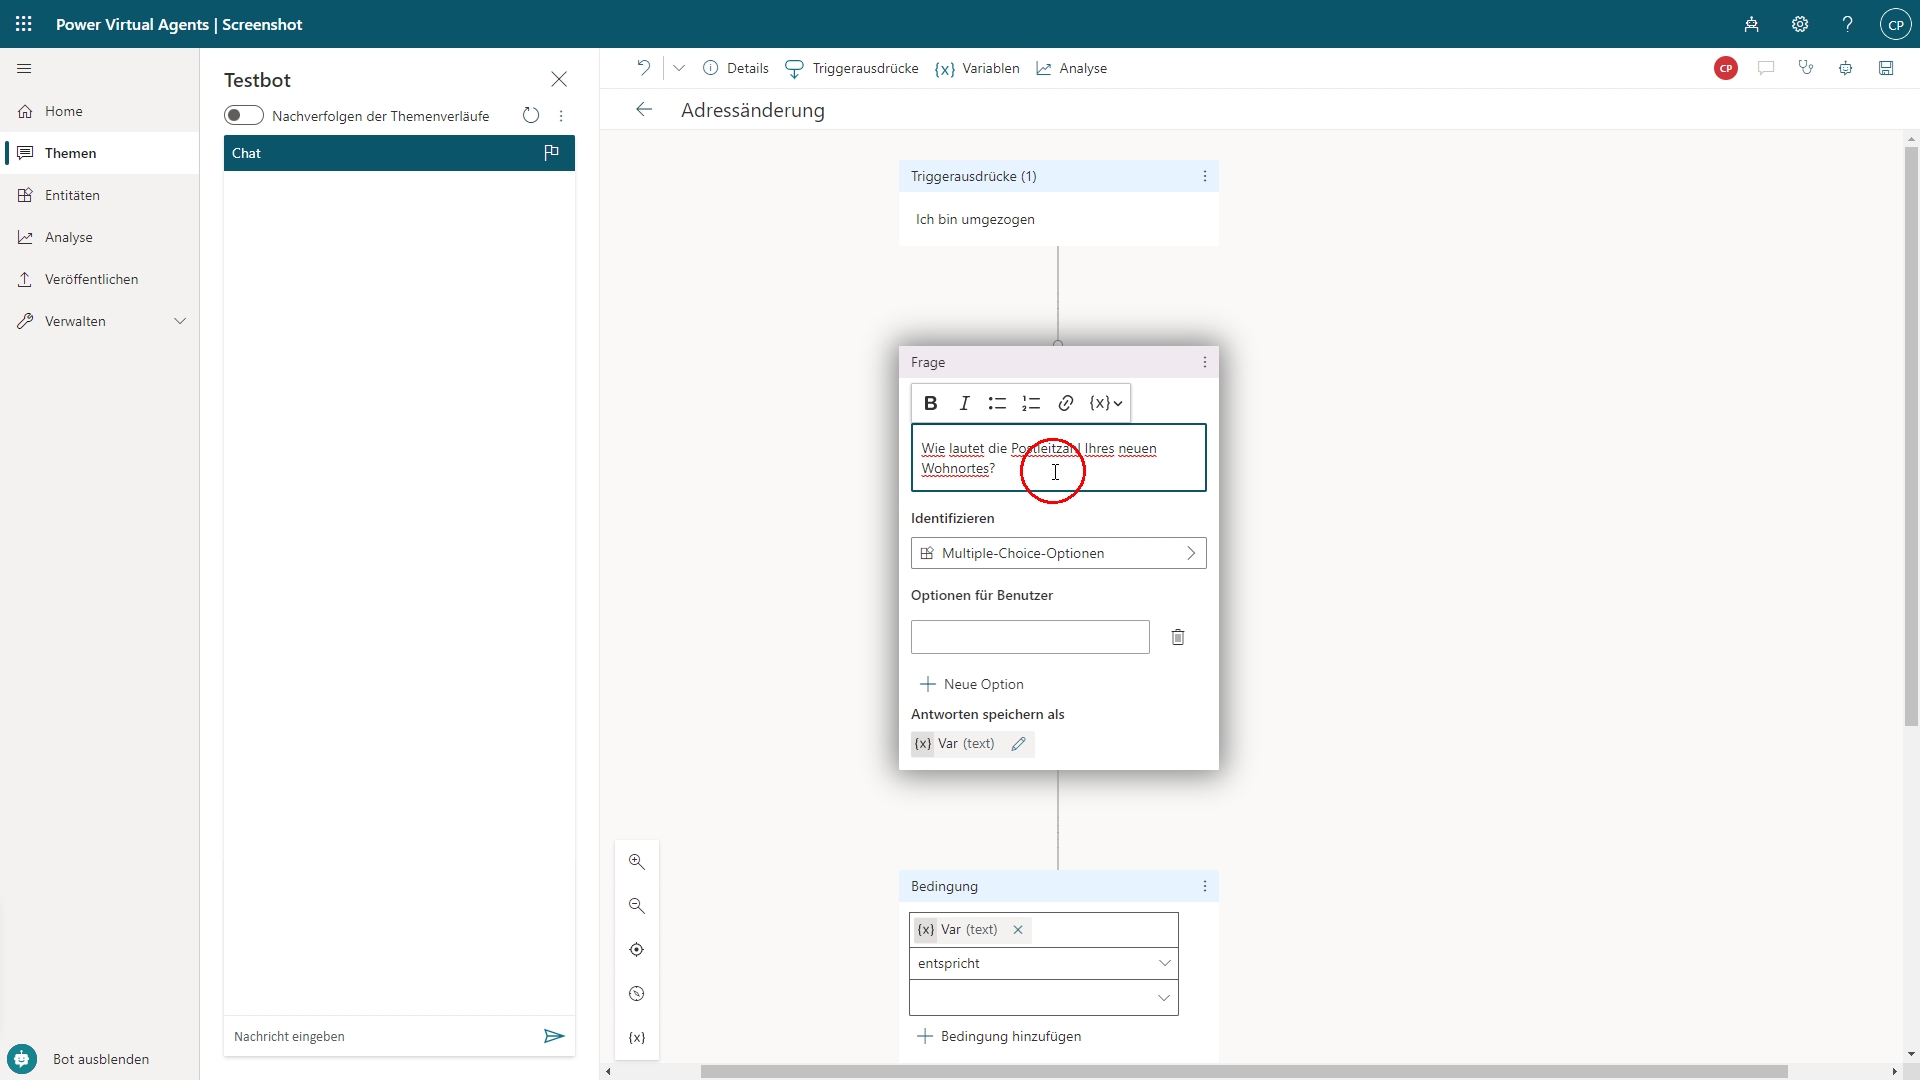 Power Virtual Agents | Screenshot
CP
Home
Themen
Entitäten
Analyse
Veröffentlichen
Verwalten
Bot ausblenden
Testbot
Nachverfolgen der Themenverläufe
Chat
Nachricht eingeben
Details
Triggerausdrücke
{x} Variablen
Analyse
CP
Adressänderung
Triggerausdrücke (1)
Ich bin umgezogen
Frage
B I {x}
Wie lautet die Postleitzahl Ihres neuen
Wohnortes?
Identifizieren
Multiple-Choice-Optionen
Optionen für Benutzer
Neue Option
Antworten speichern als
{x} Var (text)
Bedingung
{x} Var (text)
entspricht
Bedingung hinzufügen
{x}